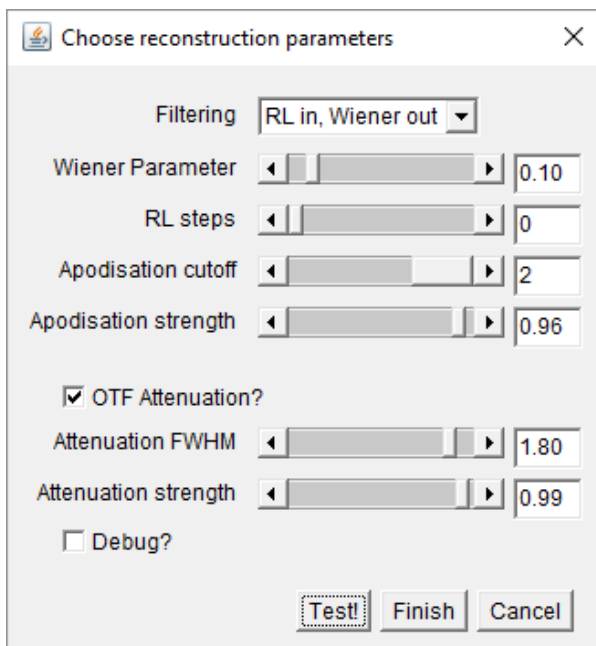 Choose reconstruction parameters
Filtering RL in, Wiener out
Wiener Parameter 0.10
RL steps 0
Apodisation cutoff 2
Apodisation strength 0.96
OTF Attenuation?
Attenuation FWHM 1.80
Attenuation strength 0.99
Debug?
Test! Finish Cancel